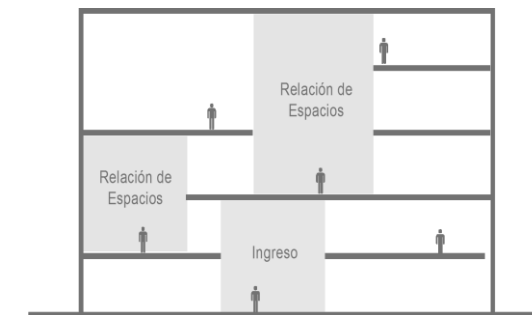 Relación de
Espacios
Relación de
Espacios
Ingreso